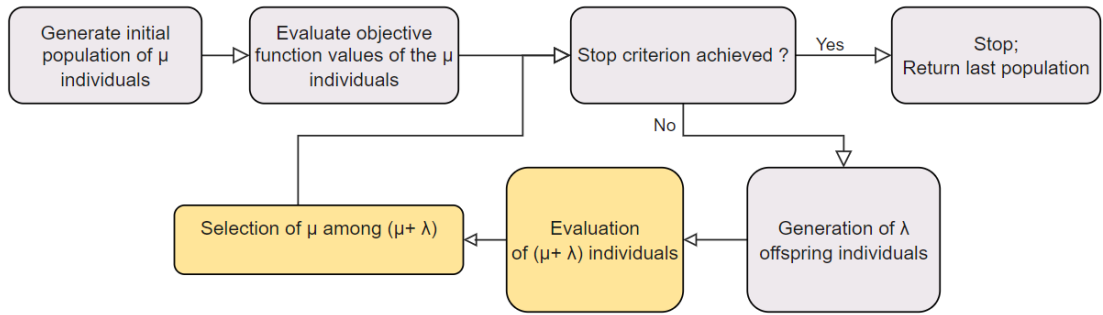 Generate initial
population of μ
individuals
Evaluate objective
function values of the μ
individuals
Stop criterion achieved ?
Yes
Stop;
Return last population
No
Selection of μ among (μ+ λ)
Evaluation
of (μ+ λ) individuals
Generation of λ
offspring individuals